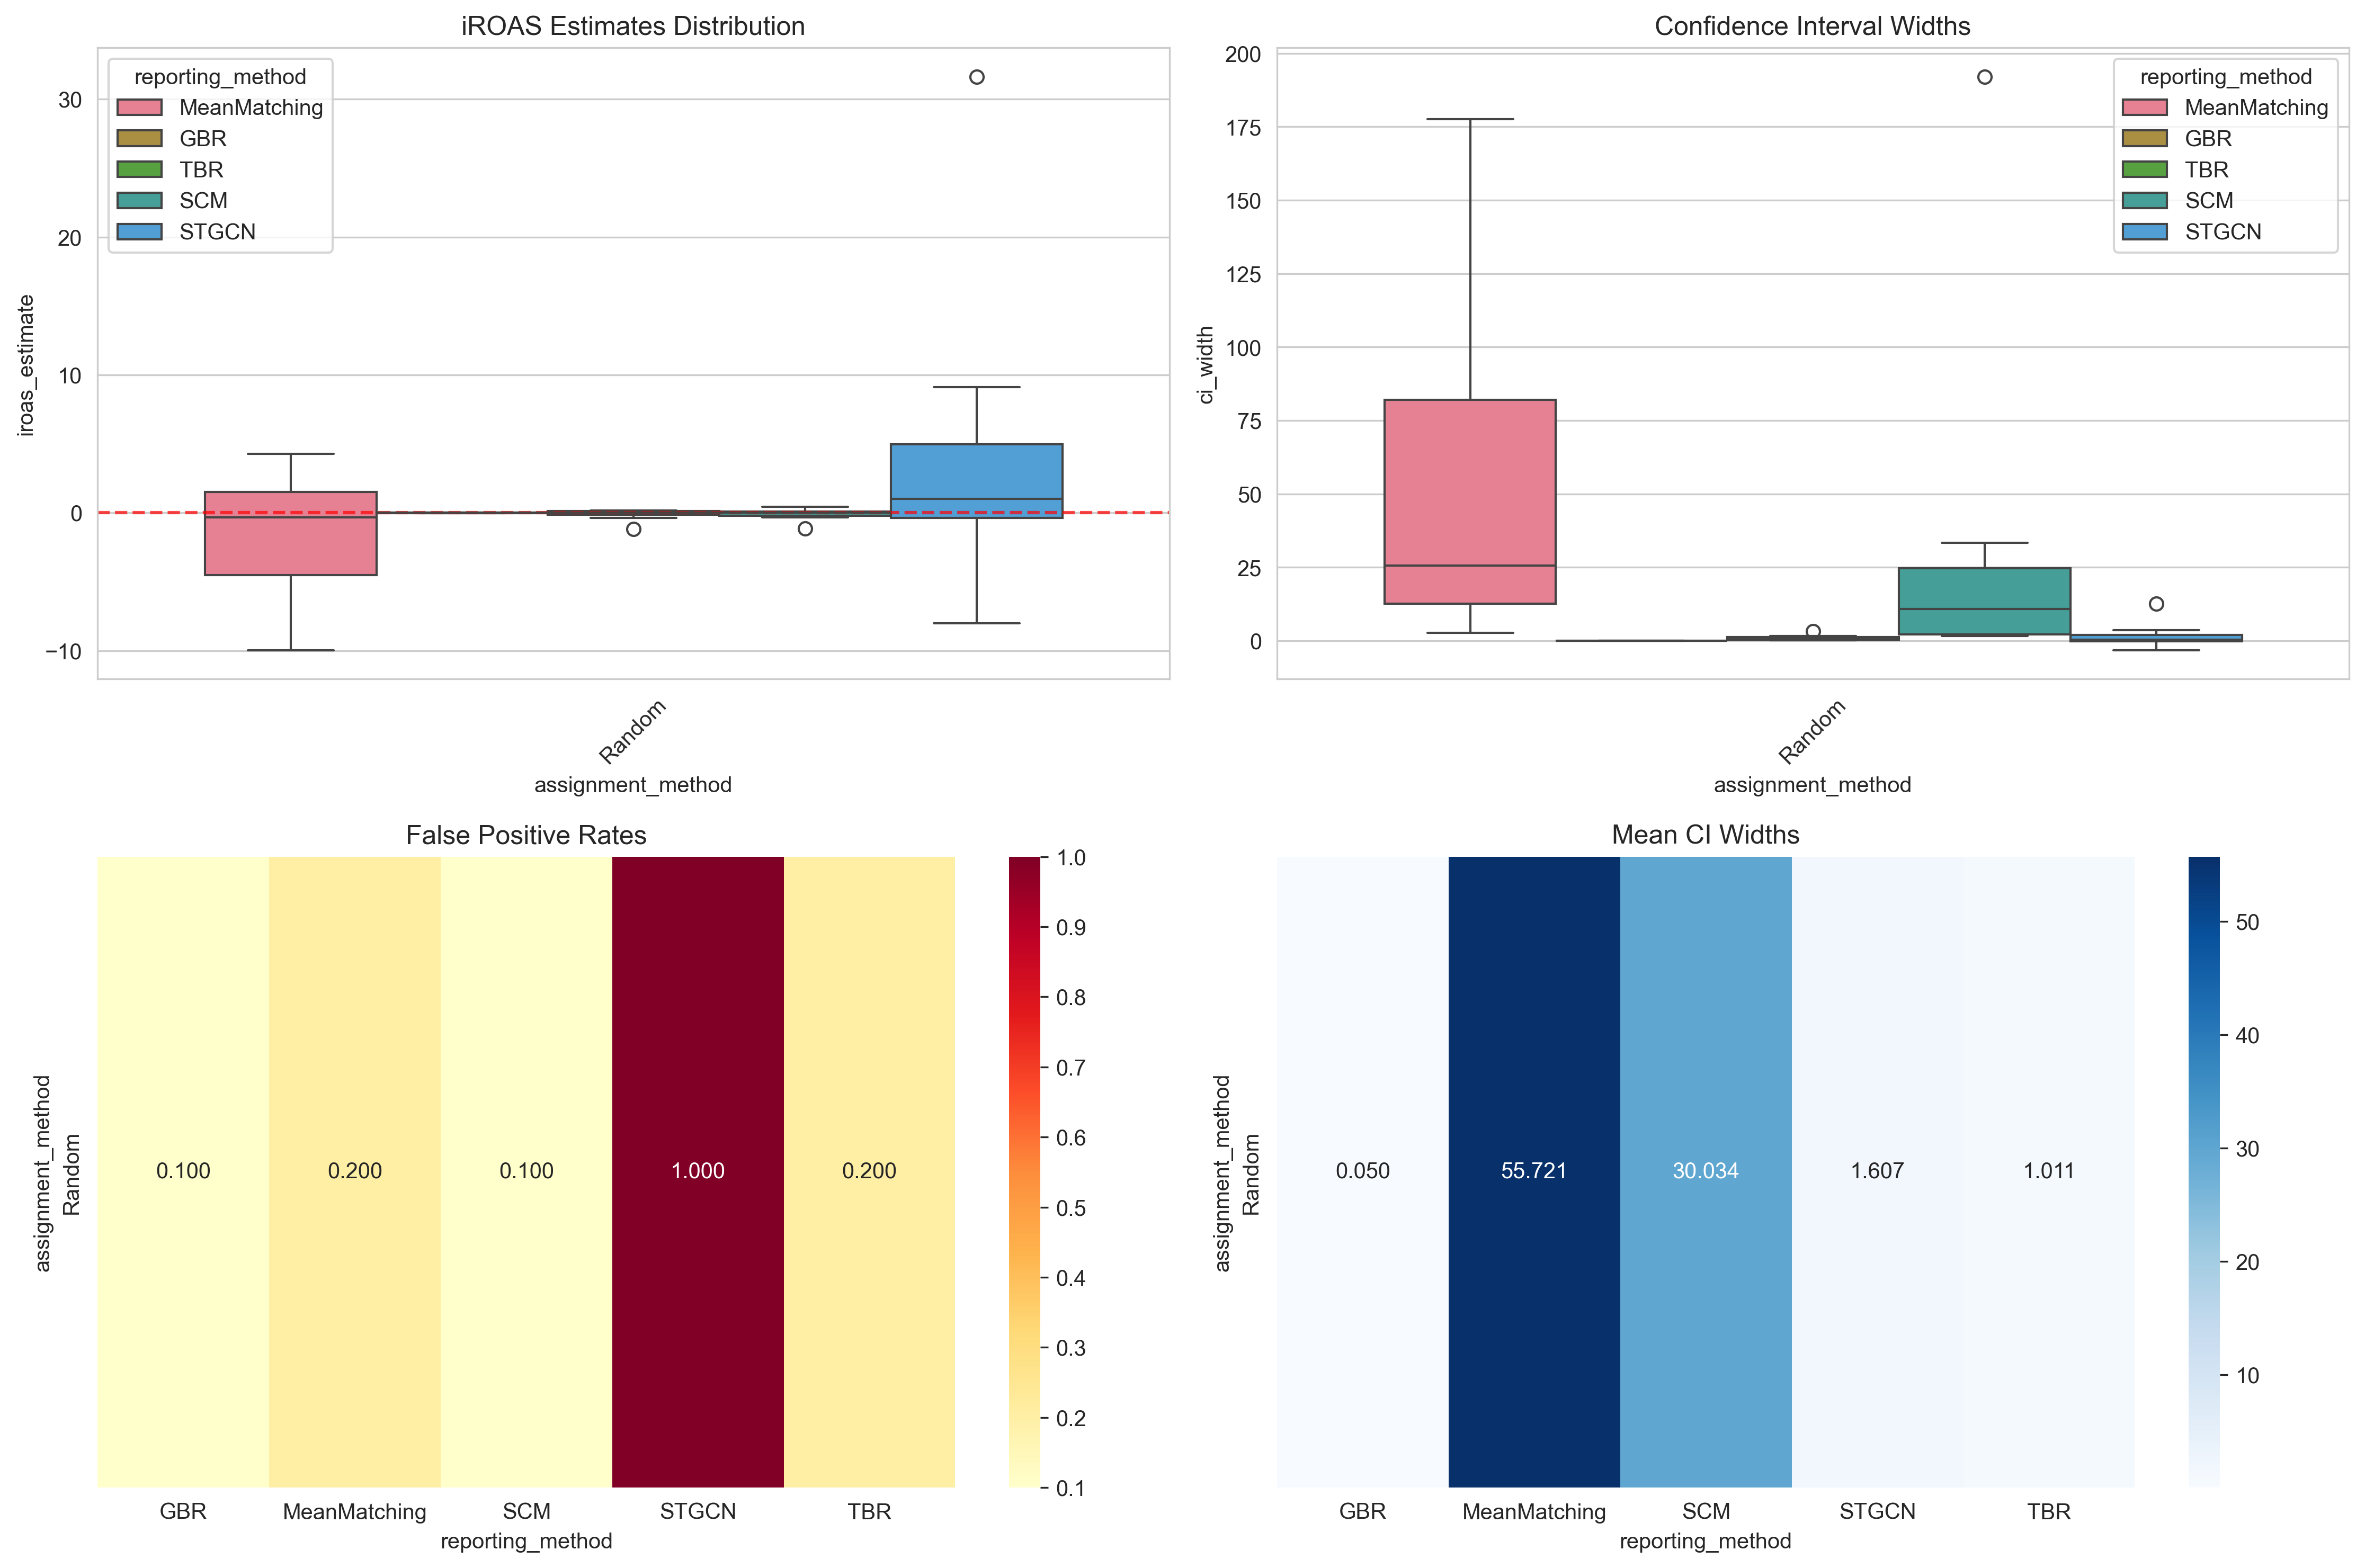 iROAS Estimates Distribution
reporting_method
MeanMatching
GBR
TBR
SCM
STGCN
30
20
10
0
−10
iroas_estimate
Random
assignment_method
Confidence Interval Widths
reporting_method
MeanMatching
GBR
TBR
SCM
STGCN
200
175
150
125
100
75
50
25
0
ci_width
Random
assignment_method
False Positive Rates
assignment_method
Random
0.100 0.200 0.100 1.000 0.200
GBR MeanMatching SCM STGCN TBR
reporting_method
1.0
0.9
0.8
0.7
0.6
0.5
0.4
0.3
0.2
0.1
Mean CI Widths
assignment_method
Random
0.050 55.721 30.034 1.607 1.011
GBR MeanMatching SCM STGCN TBR
reporting_method
50
40
30
20
10